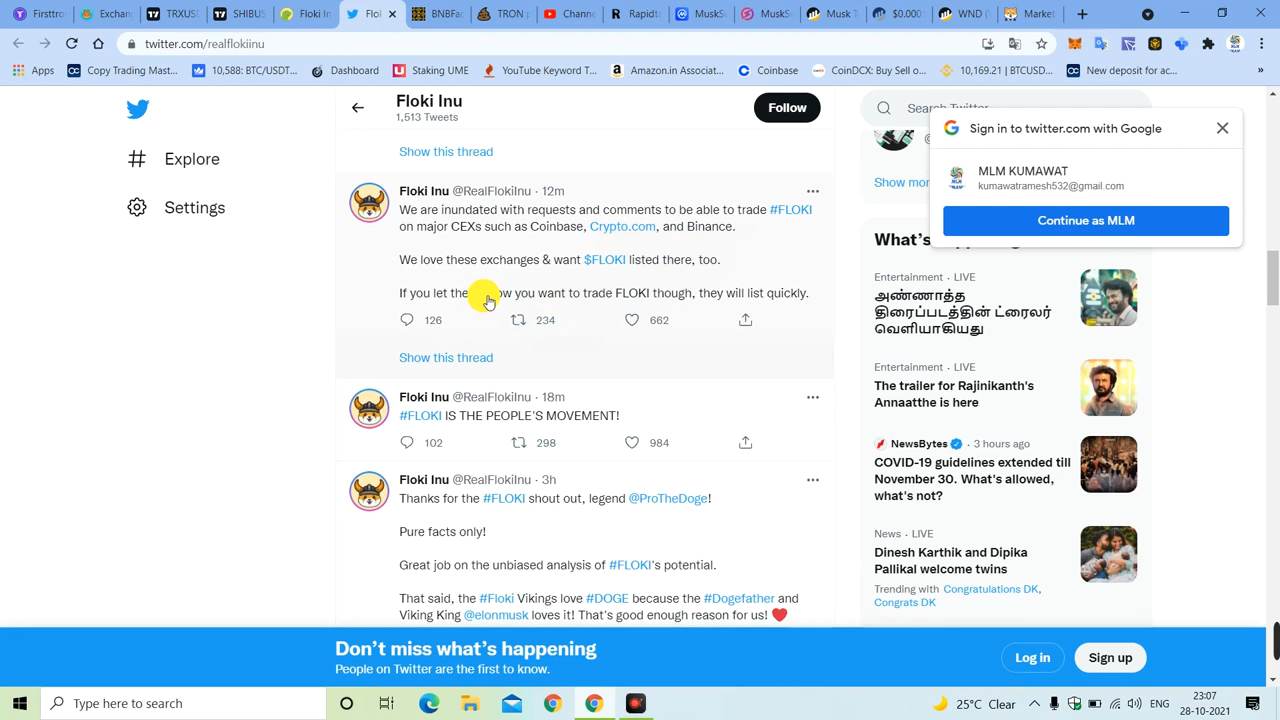 Firstrade
Exchan
TRXUSI
SHIBUS
Floki In
Floki
TRON p
#FLOKI
MuskSw
MuskS
Musk T
$0.0001
WND |
Market
twitter.com/realflokiinu
Apps
Copy Trading Mast...
10,588: BTC/USDT...
Dashboard
Staking UME
YouTube Keyword T...
Amazon.in Associat...
Coinbase
CoinDCX: Buy Sell o...
10,169.21 | BTCUSD...
New deposit for ac...
»
Floki Inu
1,513 Tweets
Follow
Search Twitter
Explore
Settings
Show this thread
Floki Inu @RealFlokiInu · 12m
We are inundated with requests and comments to be able to trade #FLOKI
on major CEXs such as Coinbase, Crypto.com, and Binance.
We love these exchanges & want $FLOKI listed there, too.
If you let the ow you want to trade FLOKI though, they will list quickly.
126 234 662
Show this thread
Floki Inu @RealFlokiInu · 18m
#FLOKI IS THE PEOPLE'S MOVEMENT!
102 298 984
Floki Inu @RealFlokiInu · 3h
Thanks for the #FLOKI shout out, legend @ProTheDoge!
Pure facts only!
Great job on the unbiased analysis of #FLOKI's potential.
That said, the #Floki Vikings love #DOGE because the #Dogefather and
Viking King @elonmusk loves it! That's good enough reason for us! ❤️
Sign in to twitter.com with Google
MLM KUMAWAT
kumawatramesh532@gmail.com
Continue as MLM
Show mor
What's
Entertainment · LIVE
அண்ணாத்த
திரைப்படத்தின் ட்ரைலர்
வெளியாகியது
Entertainment · LIVE
The trailer for Rajinikanth's
Annaatthe is here
NewsBytes · 3 hours ago
COVID-19 guidelines extended till
November 30. What's allowed,
what's not?
News · LIVE
Dinesh Karthik and Dipika
Pallikal welcome twins
Trending with Congratulations DK,
Congrats DK
Don't miss what's happening
People on Twitter are the first to know.
Log in
Sign up
Type here to search
25°C Clear
ENG
23:07
28-10-2021